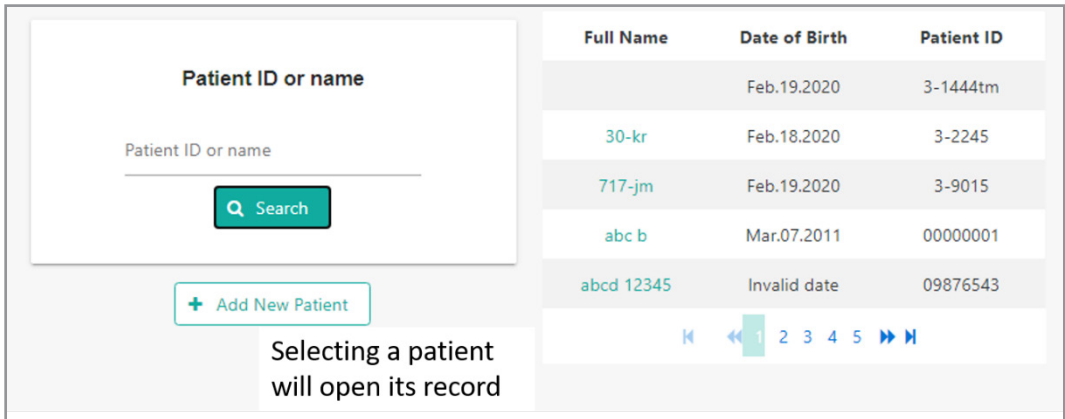 Patient ID or name
Patient ID or name
Search
+ Add New Patient
Selecting a patient
will open its record
Full Name Date of Birth Patient ID
Feb.19.2020 3-1444tm
30-kr Feb.18.2020 3-2245
717-jm Feb.19.2020 3-9015
abc b Mar.07.2011 00000001
abcd 12345 Invalid date 09876543
1 2 3 4 5